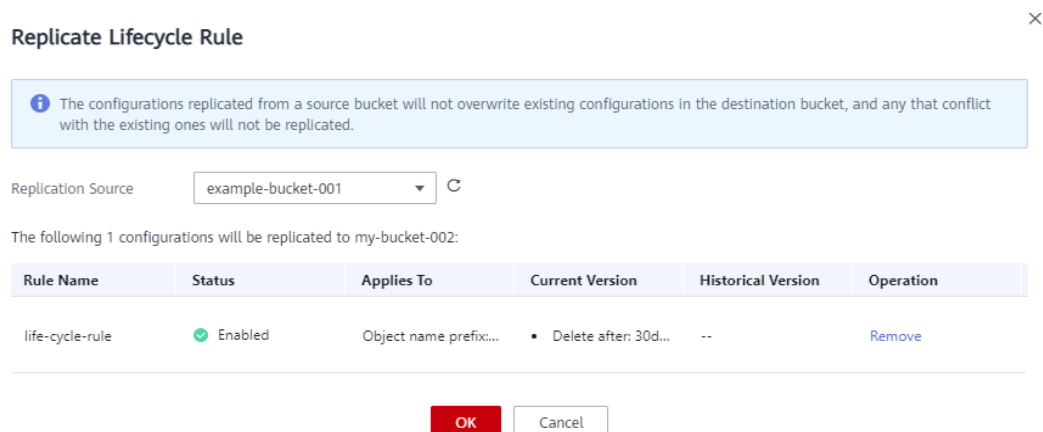 Replicate Lifecycle Rule
The configurations replicated from a source bucket will not overwrite existing configurations in the destination bucket, and any that conflict
with the existing ones will not be replicated.
Replication Source
example-bucket-001
The following 1 configurations will be replicated to my-bucket-002:
Rule Name Status Applies To Current Version Historical Version Operation
life-cycle-rule Enabled Object name prefix:... • Delete after: 30d... -- Remove
OK Cancel